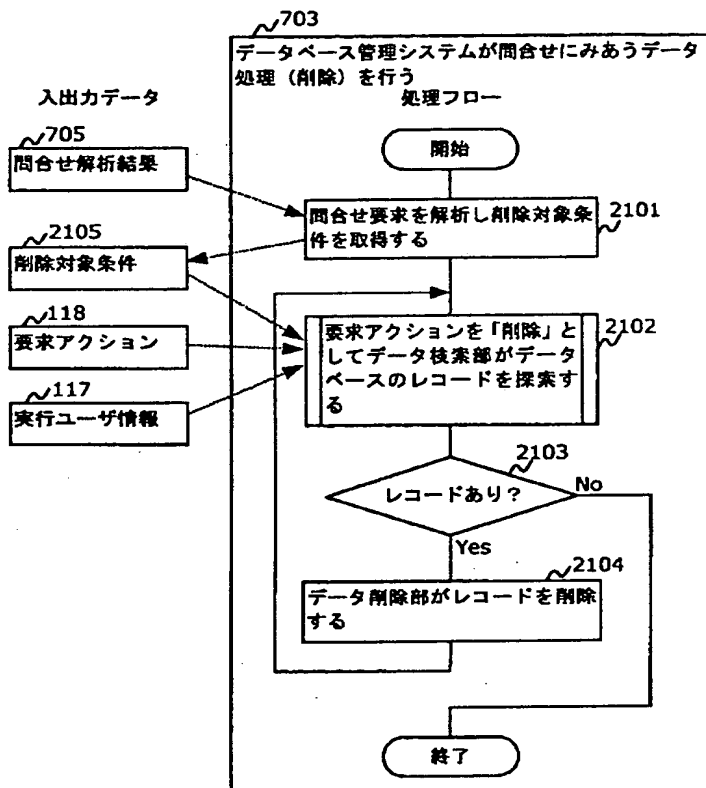 703
データベース管理システムが問合せにみあうデータ
処理（削除）を行う
入出力データ
処理フロー
705
問合せ解析結果
開始
2101
問合せ要求を解析し削除対象条
件を取得する
2105
削除対象条件
118
要求アクション
117
実行ユーザ情報
2102
要求アクションを「削除」と
してデータ検索部がデータ
ベースのレコードを探索す
る
2103
レコードあり？
No
Yes
2104
データ削除部がレコードを削除
する
終了